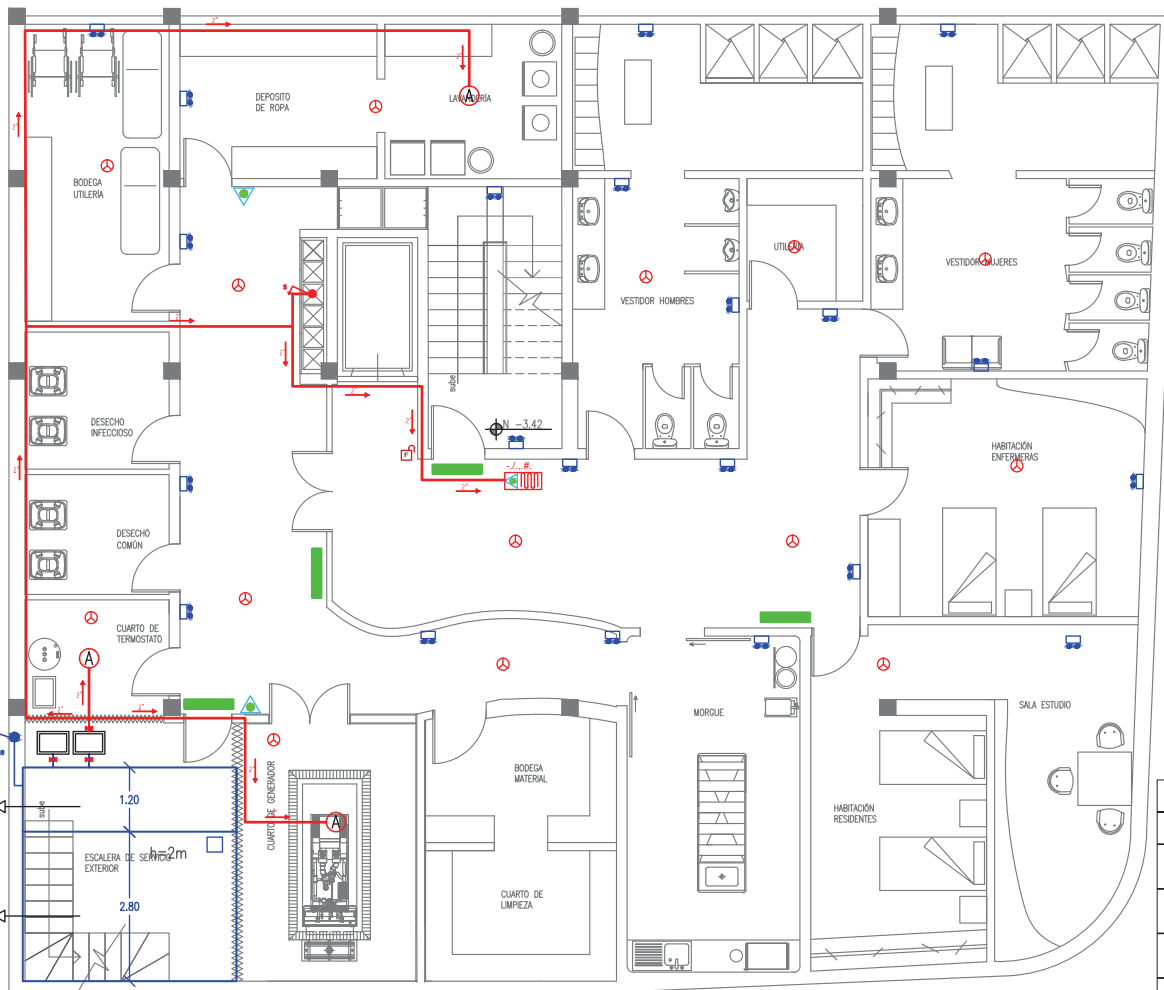 2"
2"
A
LAVANDERÍA
DEPOSITO
DE ROPA
2"
BODEGA
UTILERÍA
UTILERÍA
VESTIDOR MUJERES
VESTIDOR HOMBRES
S
2"
2"
2"
sube
2"
N -3.42
DESECHO
INFECCIOSO
HABITACIÓN
ENFERMERAS
2"
-./...#.
2"
DESECHO
COMÚN
CUARTO DE
TERMOSTATO
A
2"
2"
2"
MORGUE
SALA ESTUDIO
BODEGA
MATERIAL
2"
CUARTO DE GENERADOR
1.20
sube
A
HABITACIÓN
RESIDENTES
h=2m
ESCALERA DE SERVICIO
EXTERIOR
CUARTO DE
LIMPIEZA
2.80